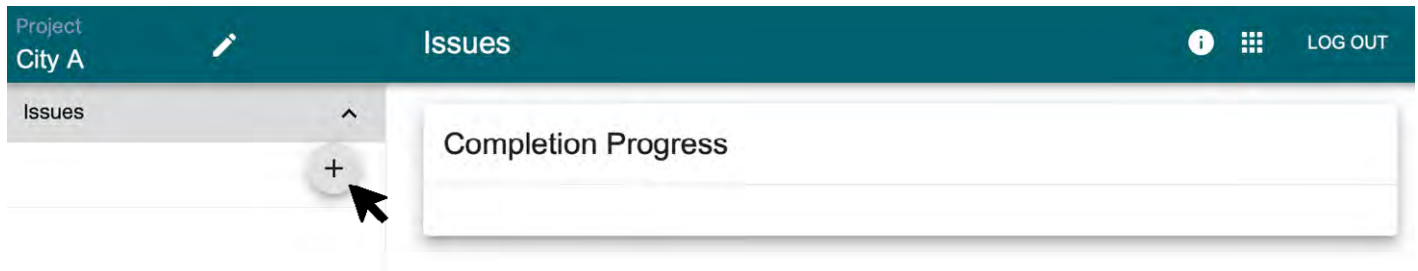 Project
City A
Issues
LOG OUT
Issues
Completion Progress